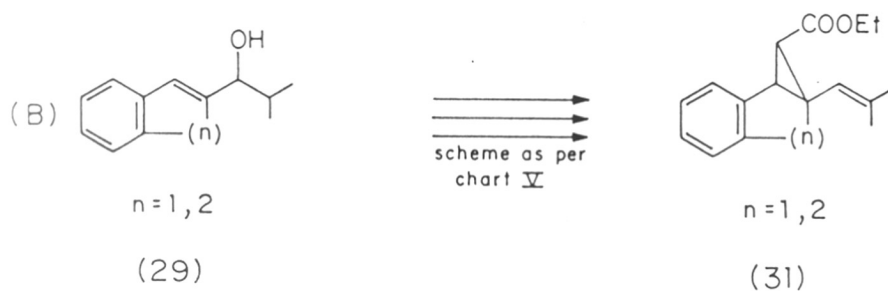 OH
COOEt
(B)
(n)
(n)
scheme as per
chart V
n = 1, 2
n = 1, 2
(29)
(31)